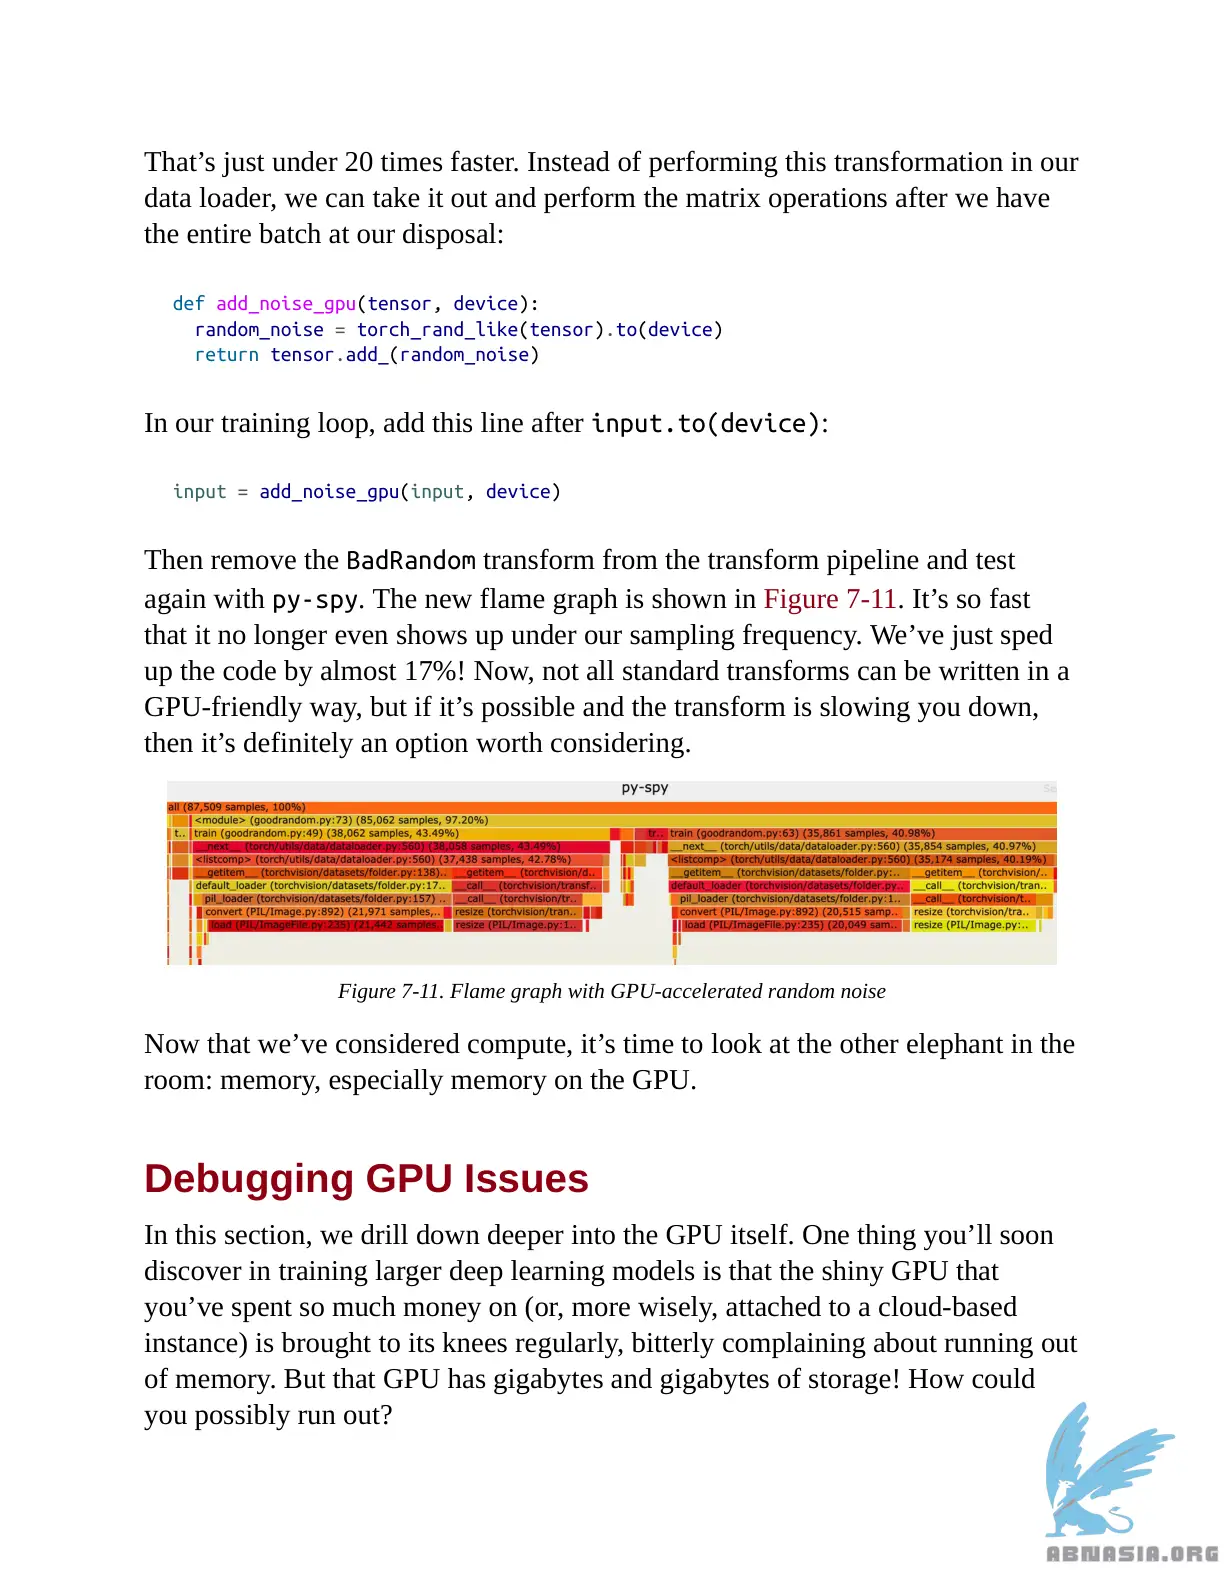 That’s just under 20 times faster. Instead of performing this transformation in our
data loader, we can take it out and perform the matrix operations after we have
the entire batch at our disposal:
def add_noise_gpu(tensor, device):
  random_noise = torch_rand_like(tensor).to(device)
  return tensor.add_(random_noise)
In our training loop, add this line after input.to(device):
input = add_noise_gpu(input, device)
Then remove the BadRandom transform from the transform pipeline and test
again with py-spy. The new flame graph is shown in Figure 7-11. It’s so fast
that it no longer even shows up under our sampling frequency. We’ve just sped
up the code by almost 17%! Now, not all standard transforms can be written in a
GPU-friendly way, but if it’s possible and the transform is slowing you down,
then it’s definitely an option worth considering.
py-spy
all (87,509 samples, 100%)
<module> (goodrandom.py:73) (85,062 samples, 97.20%)
t.. train (goodrandom.py:49) (38,062 samples, 43.49%) tr.. train (goodrandom.py:63) (35,861 samples, 40.98%)
__next__ (torch/utils/data/dataloader.py:560) (38,058 samples, 43.49%) __next__ (torch/utils/data/dataloader.py:560) (35,854 samples, 40.97%)
<listcomp> (torch/utils/data/dataloader.py:560) (37,438 samples, 42.78%) <listcomp> (torch/utils/data/dataloader.py:560) (35,174 samples, 40.19%)
__getitem__ (torchvision/datasets/folder.py:138).. __getitem__ (torchvision/d.. __getitem__ (torchvision/datasets/folder.py:.. __getitem__ (torchvision/..
default_loader (torchvision/datasets/folder.py:17.. __call__ (torchvision/transf.. default_loader (torchvision/datasets/folder.py.. __call__ (torchvision/tran..
pil_loader (torchvision/datasets/folder.py:157) .. __call__ (torchvision/tr.. pil_loader (torchvision/datasets/folder.py:1.. __call__ (torchvision/t..
convert (PIL/Image.py:892) (21,971 samples,.. resize (torchvision/tran.. convert (PIL/Image.py:892) (20,515 samp.. resize (torchvision/tra..
load (PIL/ImageFile.py:235) (21,442 samples.. resize (PIL/Image.py:1.. load (PIL/ImageFile.py:235) (20,049 sam.. resize (PIL/Image.py:..
Figure 7-11. Flame graph with GPU-accelerated random noise
Now that we’ve considered compute, it’s time to look at the other elephant in the
room: memory, especially memory on the GPU.
Debugging GPU Issues
In this section, we drill down deeper into the GPU itself. One thing you’ll soon
discover in training larger deep learning models is that the shiny GPU that
you’ve spent so much money on (or, more wisely, attached to a cloud-based
instance) is brought to its knees regularly, bitterly complaining about running out
of memory. But that GPU has gigabytes and gigabytes of storage! How could
you possibly run out?
ABNASIA.ORG